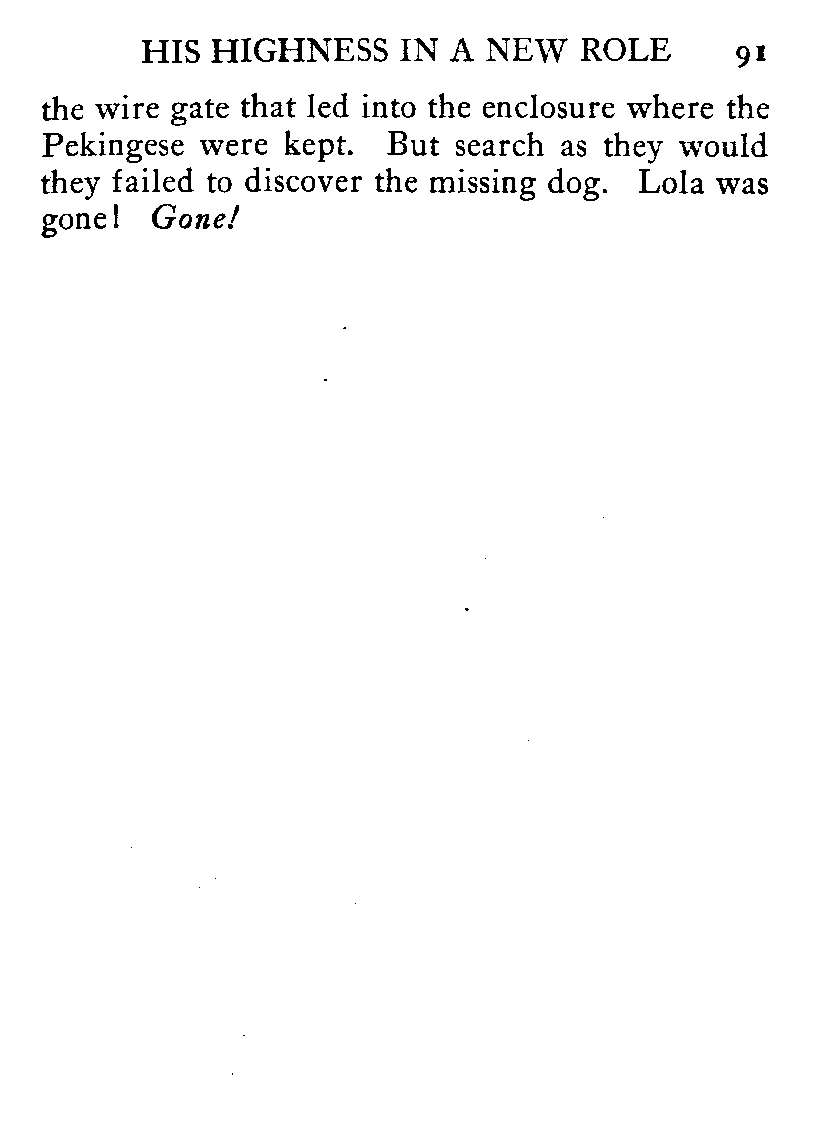 HIS HIGHNESS IN A NEW ROLE 91
the wire gate that led into the enclosure where the
Pekingese were kept. But search as they would
they failed to discover the missing dog. Lola was
gone! Gone!